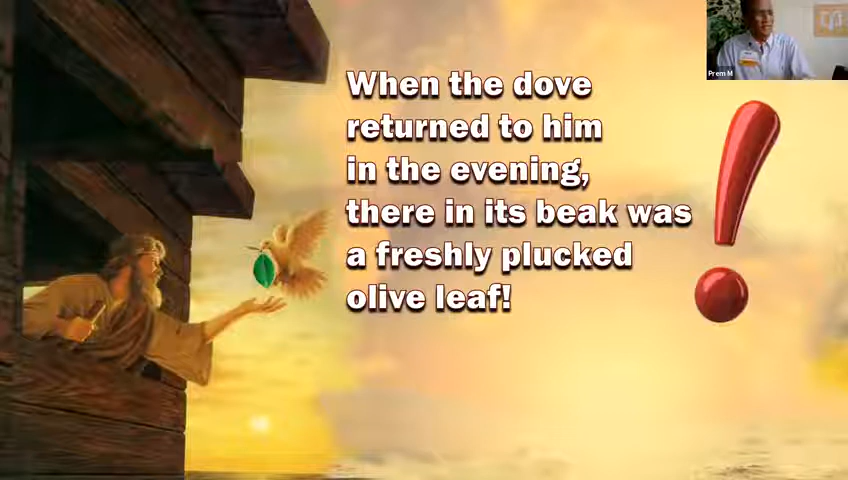 When the dove
returned to him
in the evening,
there in its beak was
a freshly plucked
olive leaf!
Prem M